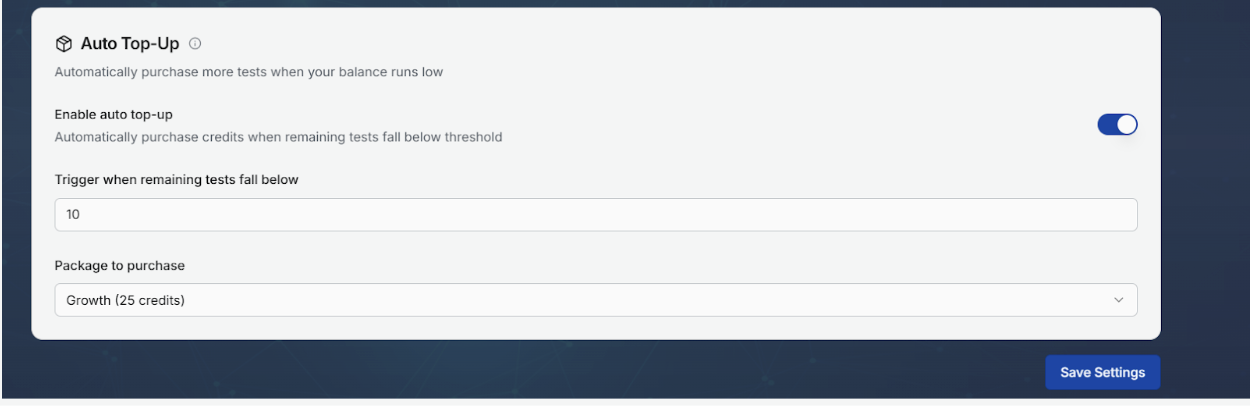 Auto Top-Up
Automatically purchase more tests when your balance runs low
Enable auto top-up
Automatically purchase credits when remaining tests fall below threshold
Trigger when remaining tests fall below
10
Package to purchase
Growth (25 credits)
Save Settings